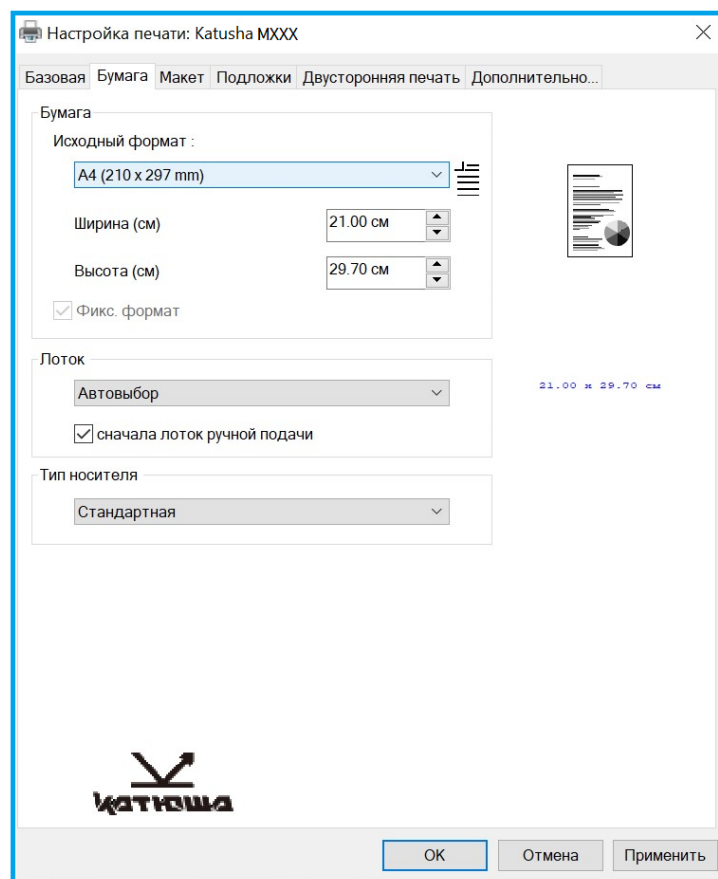 Настройка печати: Katusha MXXX
Базовая Бумага Макет Подложки Двусторонняя печать Дополнительно...
Бумага
Исходный формат :
A4 (210 x 297 mm)
Ширина (см) 21.00 см
Высота (см) 29.70 см
Фикс. формат
Лоток
Автовыбор
21.00 x 29.70 см
сначала лоток ручной подачи
Тип носителя
Стандартная
катюша
OK Отмена Применить